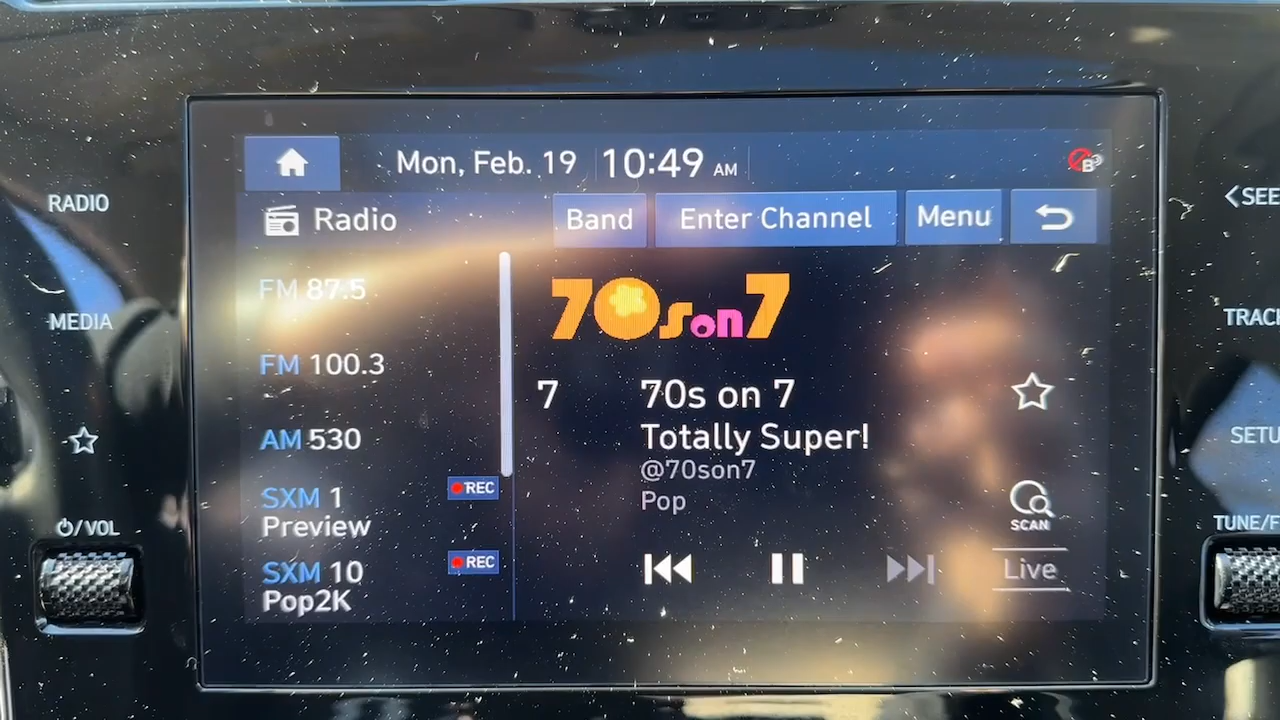 Mon, Feb. 19 10:49 AM
B
RADIO
Radio
Band
Enter Channel
Menu
FM 87.5
70s on 7
MEDIA
FM 100.3
7
70s on 7
AM 530
Totally Super!
@70son7
Pop
SXM 1
REC
Preview
SCAN
SXM 10
REC
Pop2K
Live
/VOL
SEE
TRAC
SETU
TUNE/F